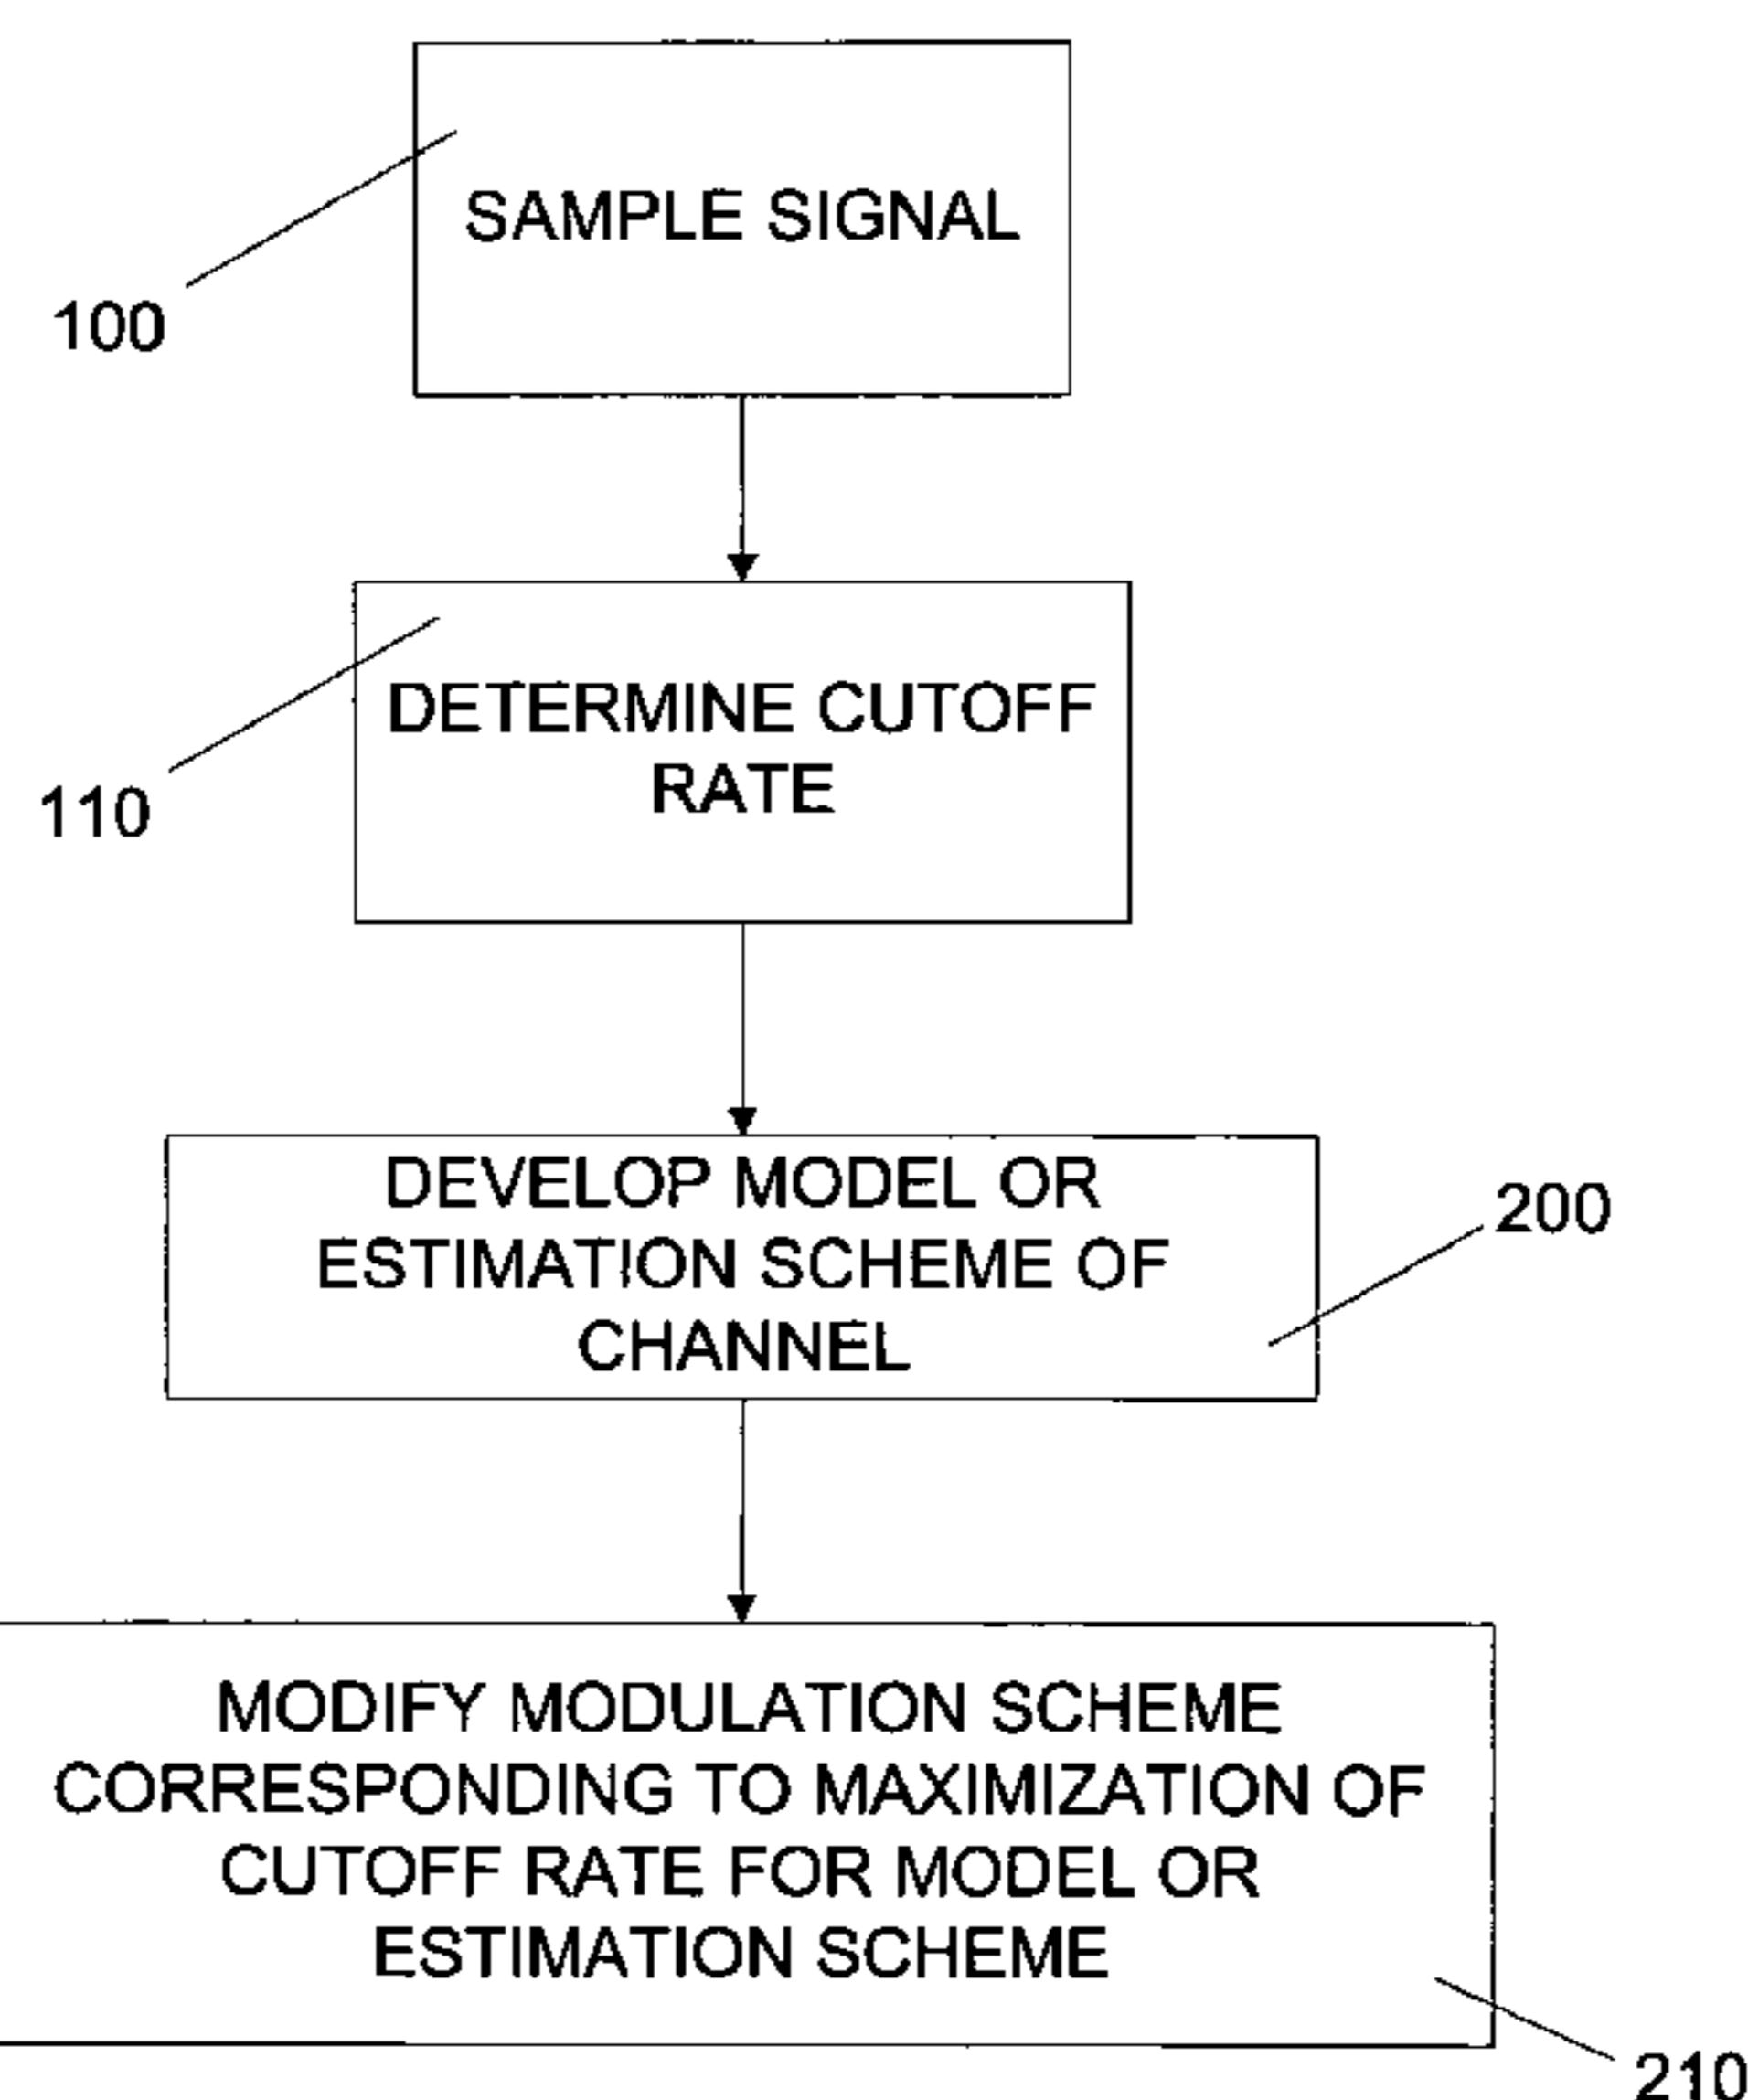 SAMPLE SIGNAL
100
DETERMINE CUTOFF
RATE
110
DEVELOP MODEL OR
ESTIMATION SCHEME OF
CHANNEL
200
MODIFY MODULATION SCHEME
CORRESPONDING TO MAXIMIZATION OF
CUTOFF RATE FOR MODEL OR
ESTIMATION SCHEME
210